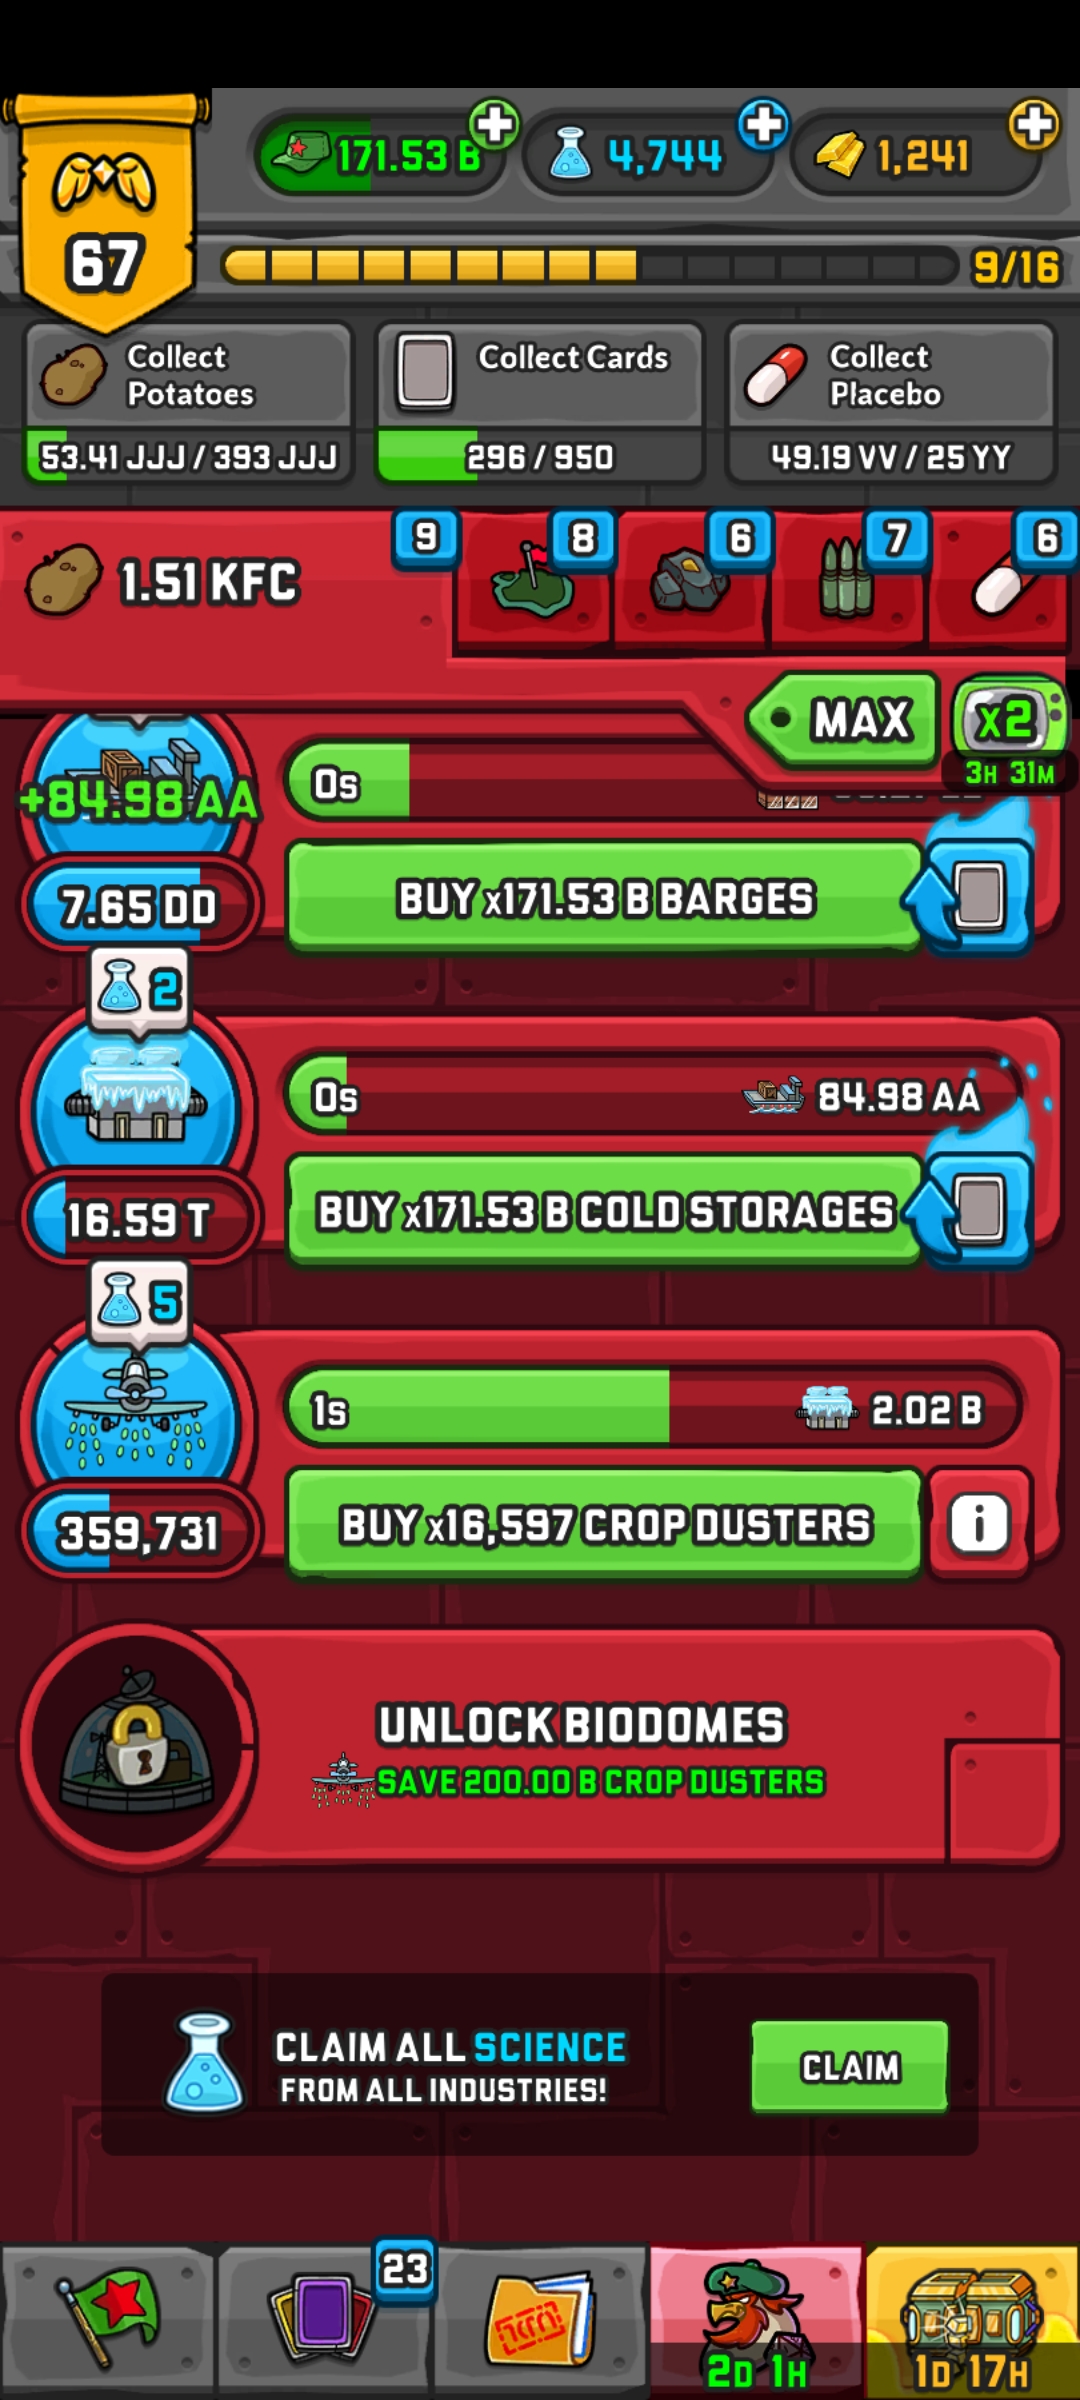 171.53 B
4,744
1,241
67
9/16
Collect
Potatoes
53.41 JJJ / 393 JJJ
Collect Cards
296 / 950
Collect
Placebo
49.19 VV / 25 YY
1.51 KFC
9
8
6
7
6
MAX
x2
3H 31M
+84.98 AA
0s
7.65 DD
BUY x171.53 B BARGES
2
0s
84.98 AA
16.59 T
BUY x171.53 B COLD STORAGES
5
1s
2.02 B
359,731
BUY x16,597 CROP DUSTERS
i
UNLOCK BIODOMES
SAVE 200.00 B CROP DUSTERS
CLAIM ALL SCIENCE
FROM ALL INDUSTRIES!
CLAIM
23
2D 1H
1D 17H